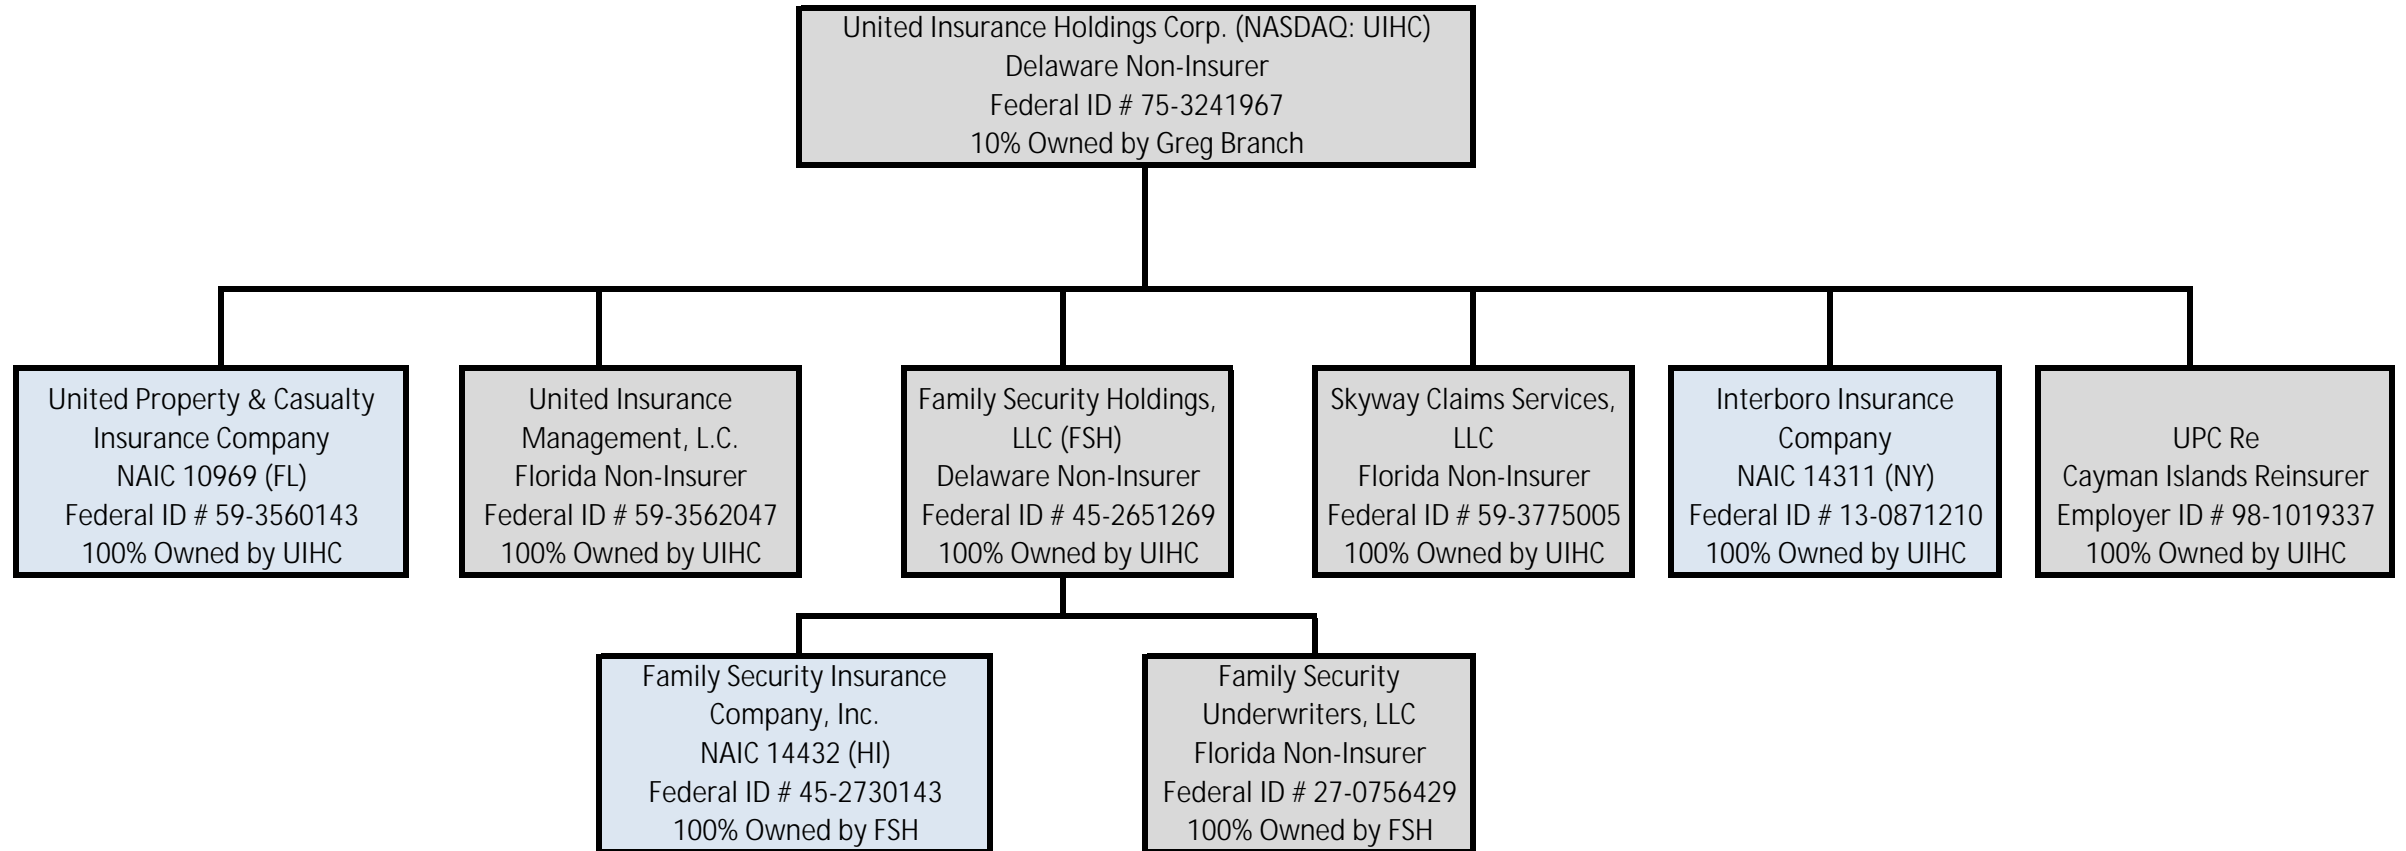 United Insurance Holdings Corp. (NASDAQ: UIHC)
Delaware Non-Insurer
Federal ID # 75-3241967
10% Owned by Greg Branch
United Property & Casualty
Insurance Company
NAIC 10969 (FL)
Federal ID # 59-3560143
100% Owned by UIHC
United Insurance
Management, L.C.
Florida Non-Insurer
Federal ID # 59-3562047
100% Owned by UIHC
Family Security Holdings,
LLC (FSH)
Delaware Non-Insurer
Federal ID # 45-2651269
100% Owned by UIHC
Skyway Claims Services,
LLC
Florida Non-Insurer
Federal ID # 59-3775005
100% Owned by UIHC
Interboro Insurance
Company
NAIC 14311 (NY)
Federal ID # 13-0871210
100% Owned by UIHC
UPC Re
Cayman Islands Reinsurer
Employer ID # 98-1019337
100% Owned by UIHC
Family Security Insurance
Company, Inc.
NAIC 14432 (HI)
Federal ID # 45-2730143
100% Owned by FSH
Family Security
Underwriters, LLC
Florida Non-Insurer
Federal ID # 27-0756429
100% Owned by FSH